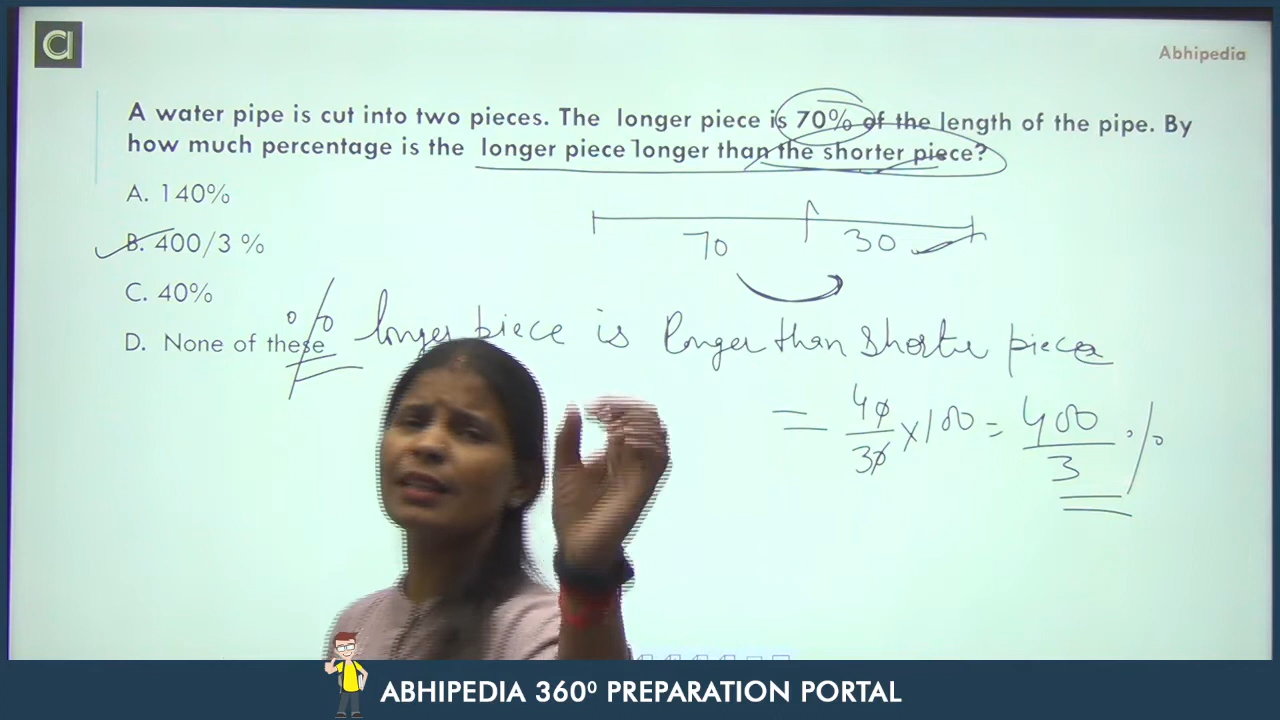 Abhipedia
A water pipe is cut into two pieces. The longer piece is 70% of the length of the pipe. By
how much percentage is the longer piece longer than the shorter piece?
A. 140%
B. 400/3 %
C. 40%
D. None of these
70 30
% longer piece is longer than shorter piece
= 40/30 × 100 = 400/3 %
ABHIPEDIA 360° PREPARATION PORTAL